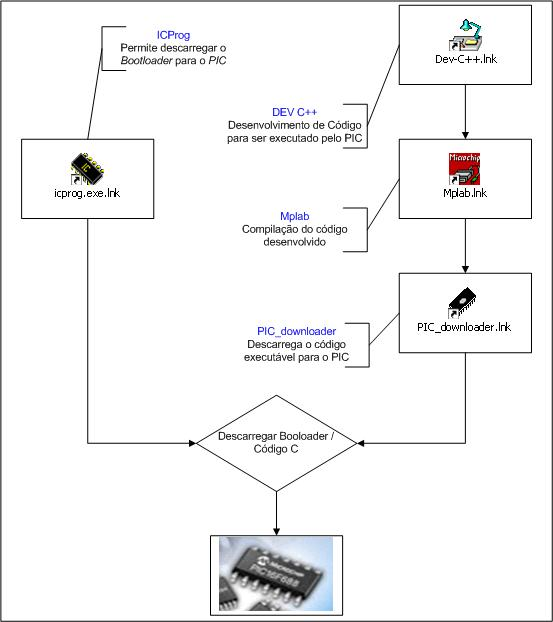 ICProg
Permite descarregar o
Bootloader para o PIC
Dev-C++.lnk
DEV C++
Desenvolvimento de Código
para ser executado pelo PIC
icprog.exe.lnk
Microchip
Mplab.lnk
Mplab
Compilação do código
desenvolvido
PIC_downloader.lnk
PIC_downloader
Descarrega o código
executável para o PIC
Descarregar Booloader /
Código C
MICROCHIP
PIC16F688